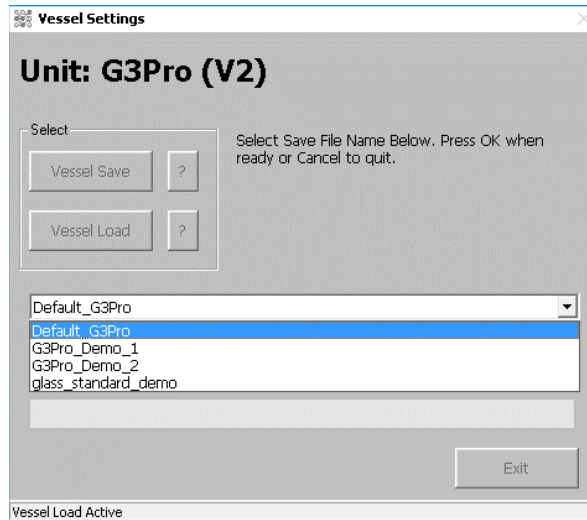 Vessel Settings
Unit: G3Pro (V2)
Select
Vessel Save
?
Vessel Load
?
Select Save File Name Below. Press OK when
ready or Cancel to quit.
Default_G3Pro
Default_G3Pro
G3Pro_Demo_1
G3Pro_Demo_2
glass_standard_demo
Exit
Vessel Load Active